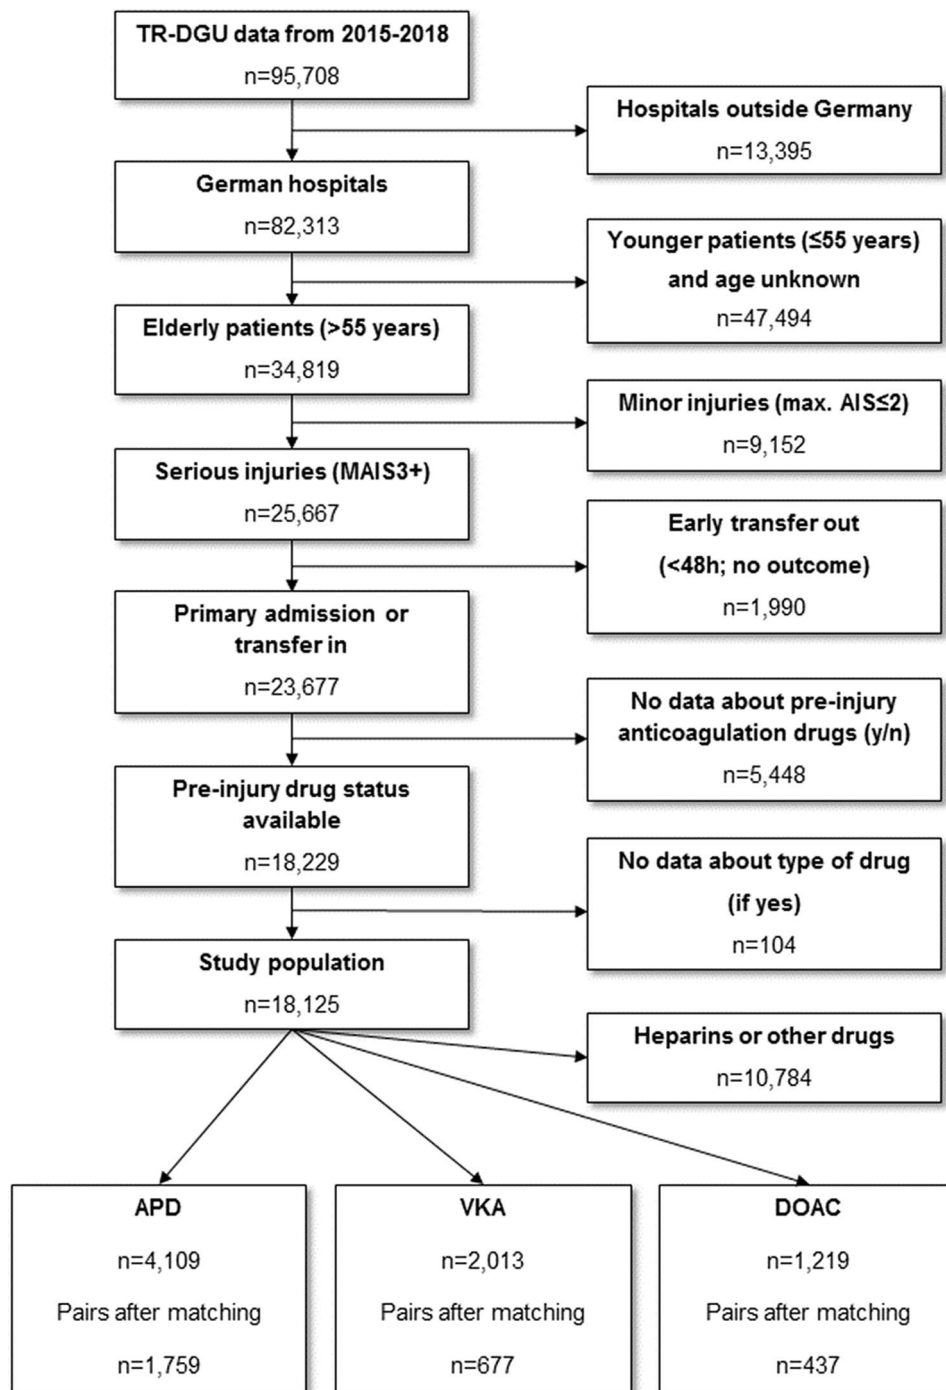 TR-DGU data from 2015-2018
n=95,708
Hospitals outside Germany
n=13,395
German hospitals
n=82,313
Younger patients (≤55 years)
and age unknown
n=47,494
Elderly patients (>55 years)
n=34,819
Minor injuries (max. AIS≤2)
n=9,152
Serious injuries (MAIS3+)
n=25,667
Early transfer out
(<48h; no outcome)
n=1,990
Primary admission or
transfer in
n=23,677
No data about pre-injury
anticoagulation drugs (y/n)
n=5,448
Pre-injury drug status
available
n=18,229
No data about type of drug
(if yes)
n=104
Study population
n=18,125
Heparins or other drugs
n=10,784
APD
n=4,109
Pairs after matching
n=1,759
VKA
n=2,013
Pairs after matching
n=677
DOAC
n=1,219
Pairs after matching
n=437